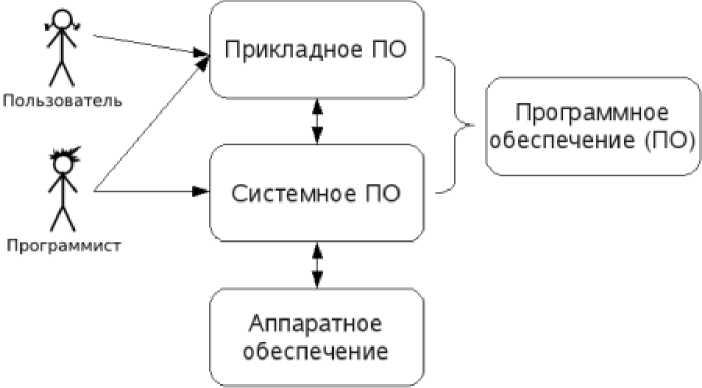 Прикладное ПО
Пользователь
Программное
обеспечение (ПО)
Системное ПО
Программист
Аппаратное
обеспечение